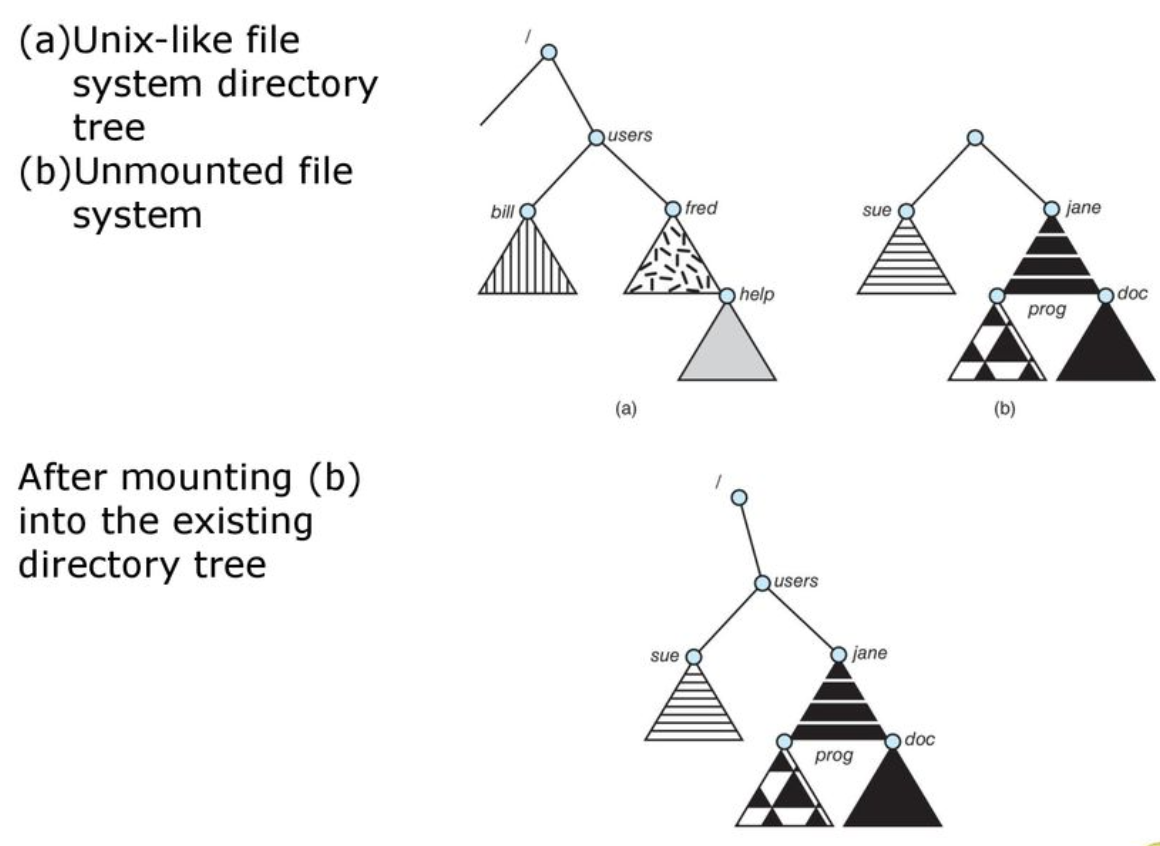 (a)Unix-like file
system directory
tree
(b)Unmounted file
system
/
users
bill
fred
help
(a)
sue
jane
prog
doc
(b)
After mounting (b)
into the existing
directory tree
/
users
sue
jane
prog
doc